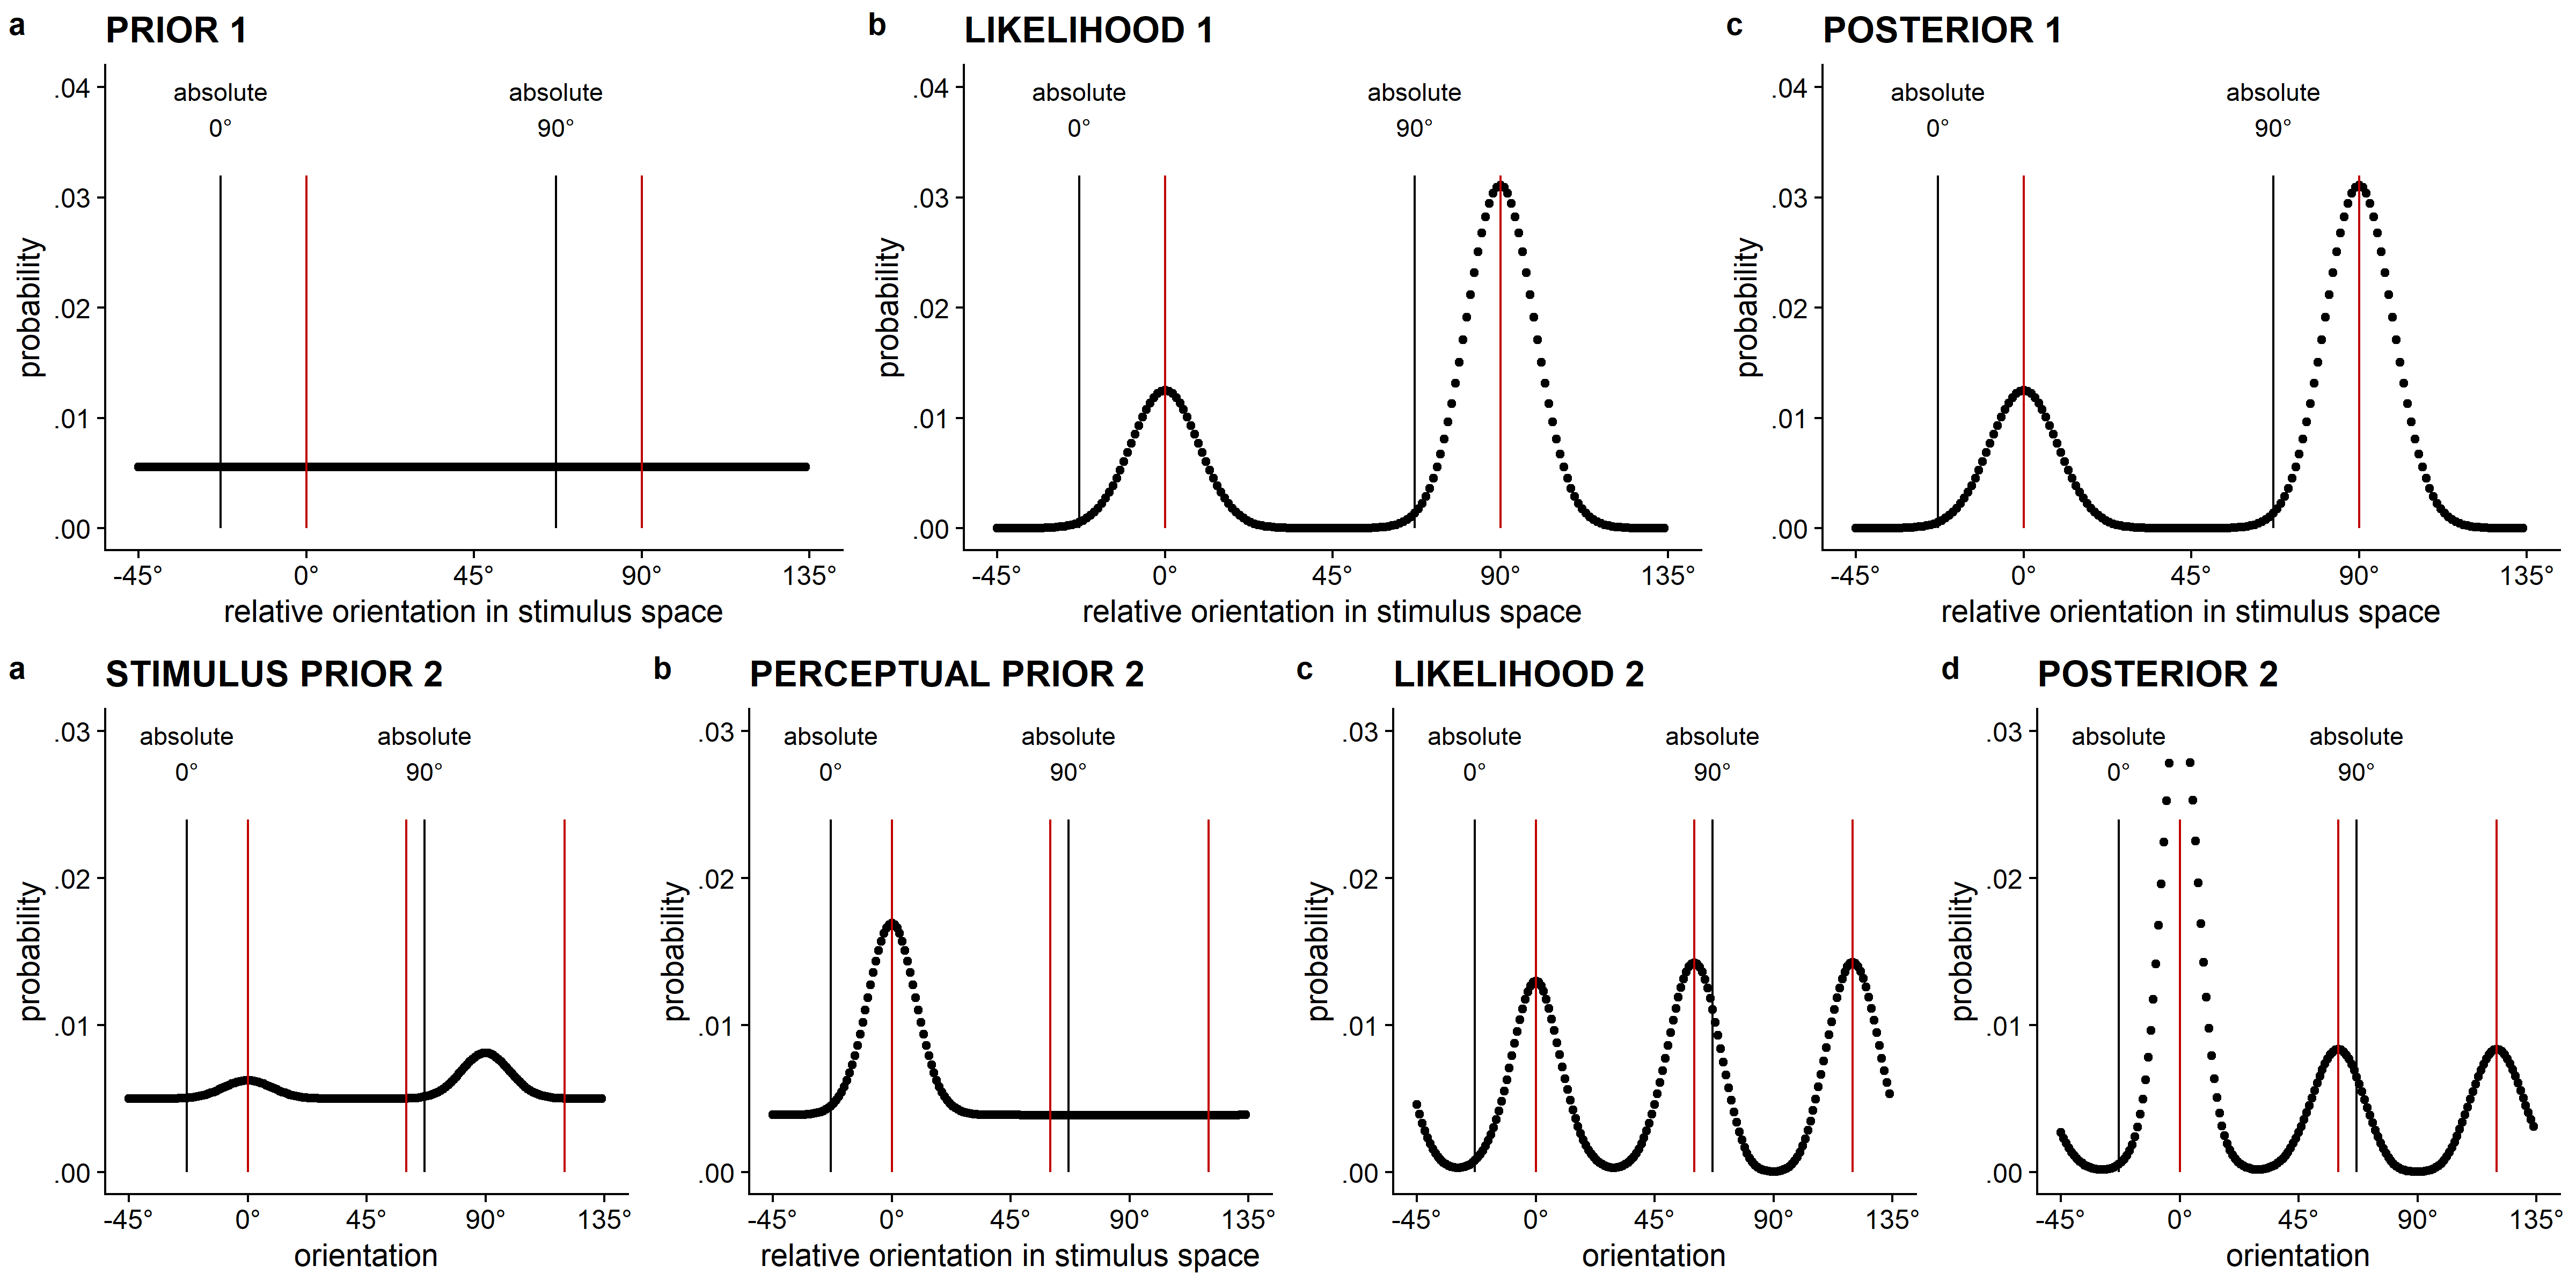 a PRIOR 1
absolute absolute
0° 90°
.04
.03
.02
.01
.00
probability
-45° 0° 45° 90° 135°
relative orientation in stimulus space
b LIKELIHOOD 1
absolute absolute
0° 90°
.04
.03
.02
.01
.00
probability
-45° 0° 45° 90° 135°
relative orientation in stimulus space
c POSTERIOR 1
absolute absolute
0° 90°
.04
.03
.02
.01
.00
probability
-45° 0° 45° 90° 135°
relative orientation in stimulus space
a STIMULUS PRIOR 2
absolute absolute
0° 90°
.03
.02
.01
.00
probability
-45° 0° 45° 90° 135°
orientation
b PERCEPTUAL PRIOR 2
absolute absolute
0° 90°
.03
.02
.01
.00
probability
-45° 0° 45° 90° 135°
relative orientation in stimulus space
c LIKELIHOOD 2
absolute absolute
0° 90°
.03
.02
.01
.00
probability
-45° 0° 45° 90° 135°
orientation
d POSTERIOR 2
absolute absolute
0° 90°
.03
.02
.01
.00
probability
-45° 0° 45° 90° 135°
orientation